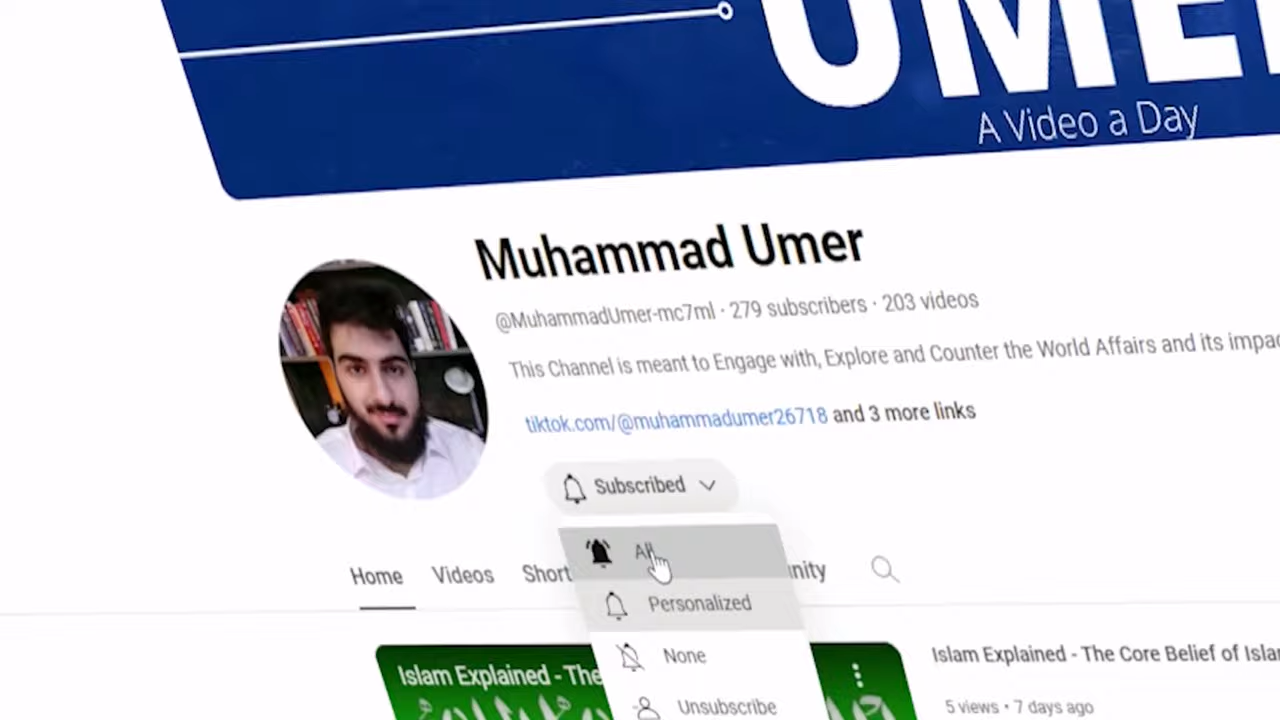 UME
A Video a Day
Muhammad Umer
@MuhammadUmer-mc7ml · 279 subscribers · 203 videos
This Channel is meant to Engage with, Explore and Counter the World Affairs and its
tiktok.com/@muhammadumer26718 and 3 more links
Subscribed
All
Home Videos Short
Personalized
None
Unsubscribe
Islam Explained - The
Islam Explained - The Core Belief of
5 views • 7 days ago